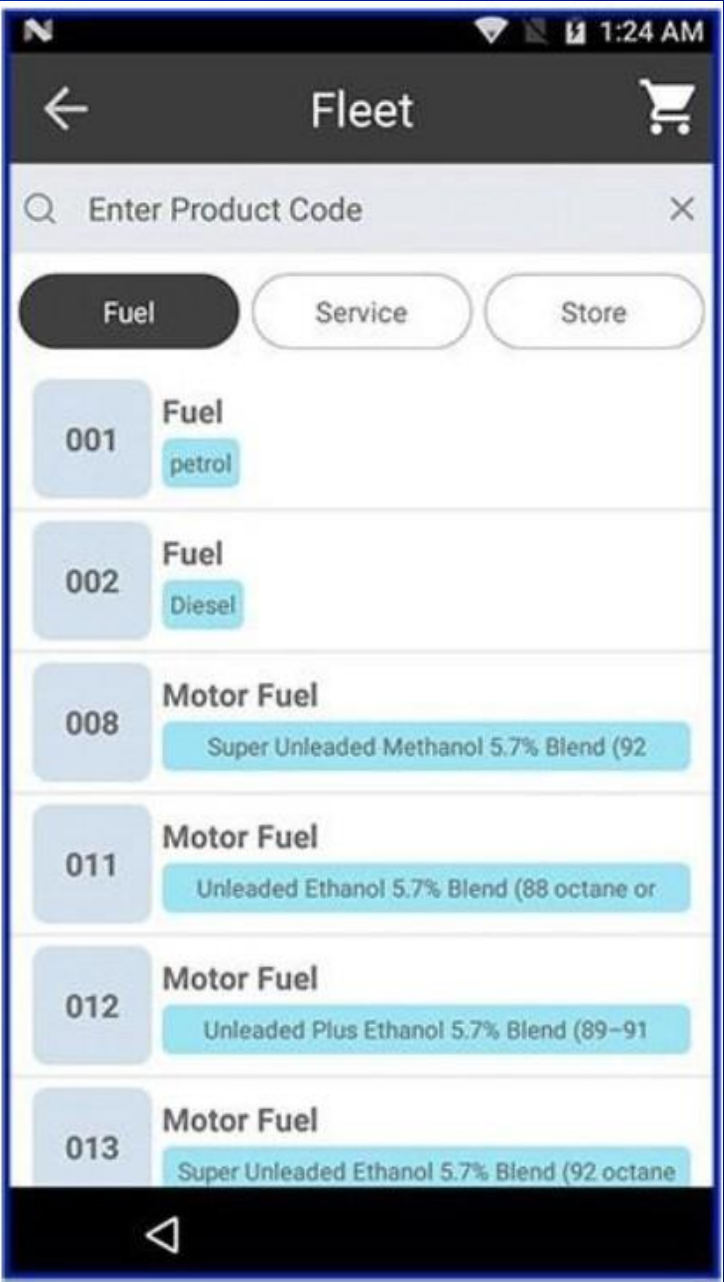 1:24 AM
Fleet
Enter Product Code
Fuel
Service
Store
001
Fuel
petrol
002
Fuel
Diesel
008
Motor Fuel
Super Unleaded Methanol 5.7% Blend (92
011
Motor Fuel
Unleaded Ethanol 5.7% Blend (88 octane or
012
Motor Fuel
Unleaded Plus Ethanol 5.7% Blend (89–91
013
Motor Fuel
Super Unleaded Ethanol 5.7% Blend (92 octane